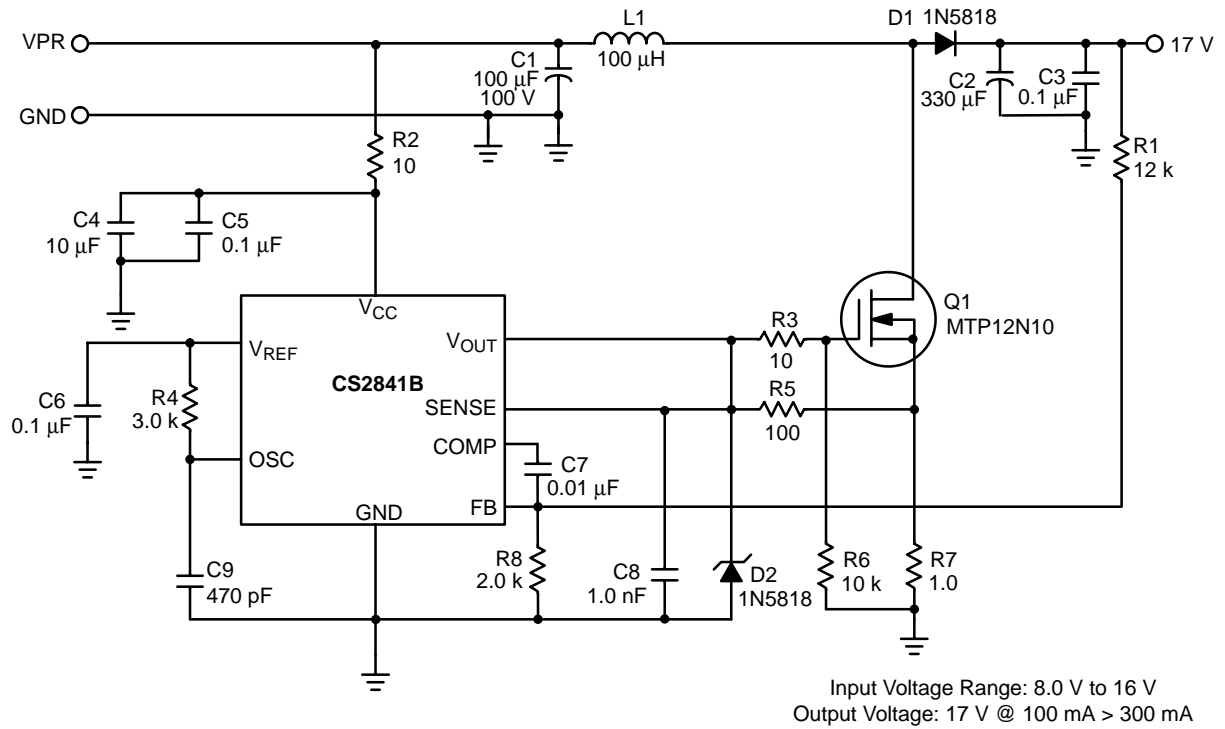 VPR
GND
L1
100 μH
C1
100 μF
100 V
D1 1N5818
17 V
C2
330 μF
C3
0.1 μF
R1
12 k
R2
10
C4
10 μF
C5
0.1 μF
VCC
VREF
VOUT
CS2841B
SENSE
COMP
OSC
GND
FB
R3
10
R5
100
Q1
MTP12N10
C6
0.1 μF
R4
3.0 k
C7
0.01 μF
C9
470 pF
R8
2.0 k
C8
1.0 nF
D2
1N5818
R6
10 k
R7
1.0
Input Voltage Range: 8.0 V to 16 V
Output Voltage: 17 V @ 100 mA > 300 mA